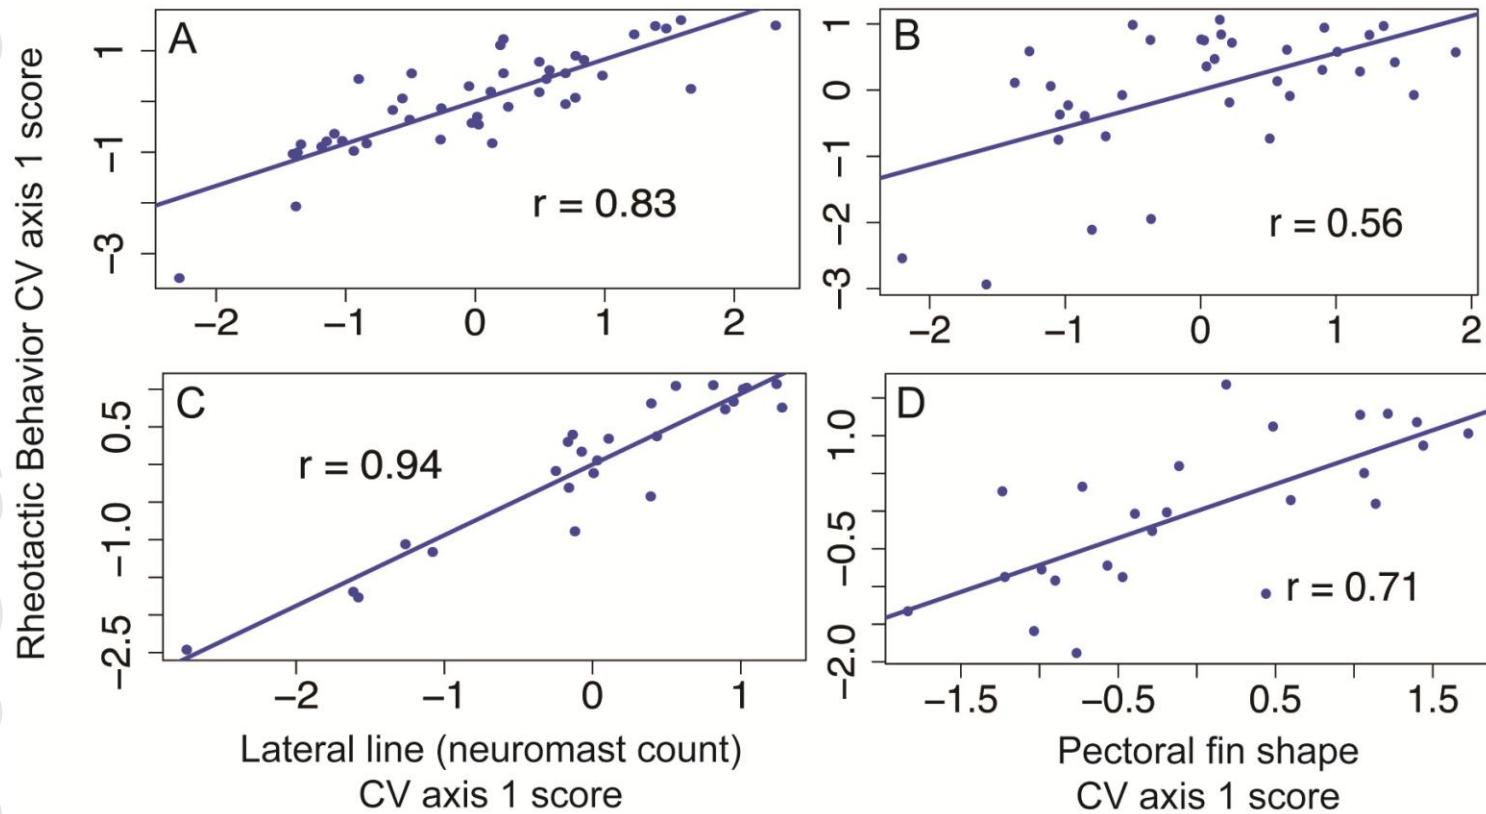 Rheotactic Behavior CV axis 1 score
A
1
−1
−3
r = 0.83
−2 −1 0 1 2
B
1
0
−1
−2
−3
r = 0.56
−2 −1 0 1 2
C
0.5
−1.0
−2.5
r = 0.94
−2 −1 0 1
D
1.0
−0.5
−2.0
r = 0.71
−1.5 −0.5 0.5 1.5
Lateral line (neuromast count)
CV axis 1 score
Pectoral fin shape
CV axis 1 score